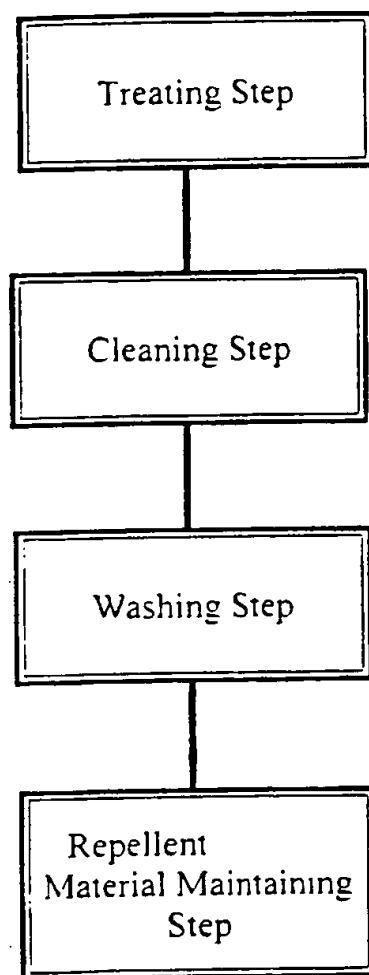 Treating Step
Cleaning Step
Washing Step
Repellent
Material Maintaining
Step